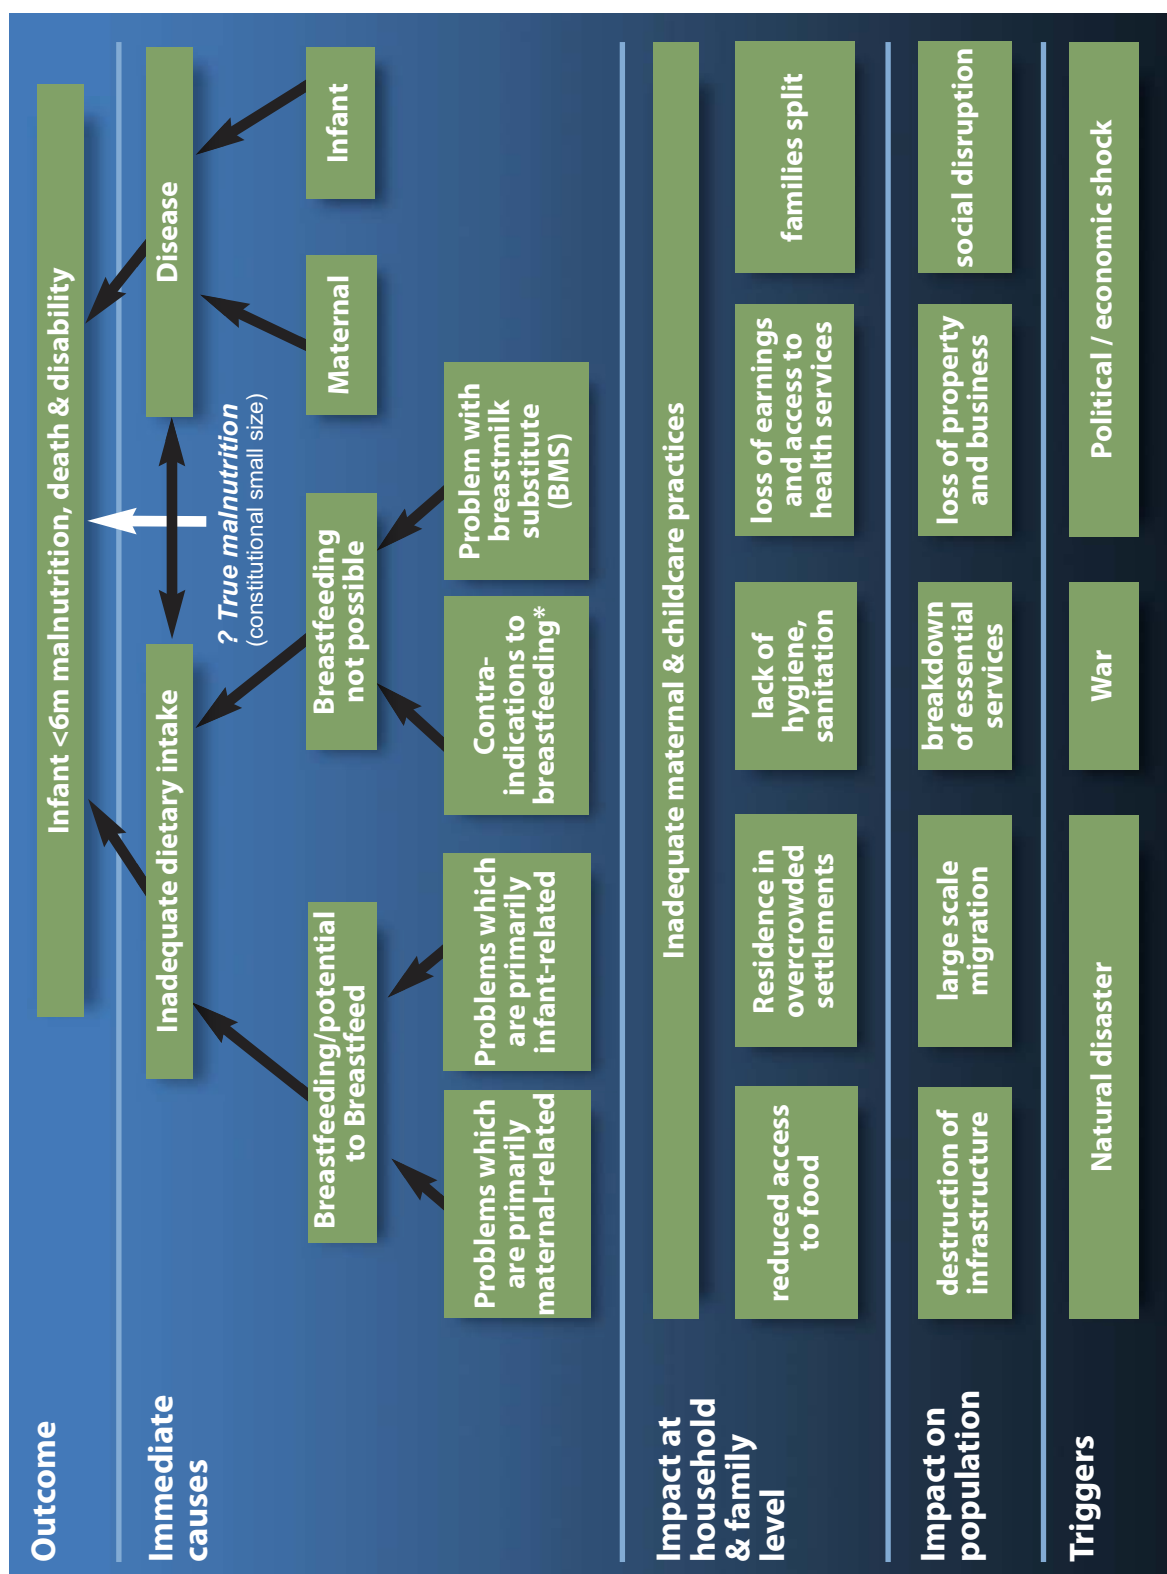 Outcome
Infant <6m malnutrition, death & disability
Immediate
causes
Inadequate dietary intake
Disease
? True malnutrition
(constitutional small size)
Breastfeeding/potential
to Breastfeed
Breastfeeding
not possible
Maternal
Infant
Problems which
are primarily
maternal-related
Problems which
are primarily
infant-related
Contra-
indications to
breastfeeding*
Problem with
breastmilk
substitute
(BMS)
Impact at
household
& family
level
Inadequate maternal & childcare practices
reduced access
to food
Residence in
overcrowded
settlements
lack of
hygiene,
sanitation
loss of earnings
and access to
health services
families split
Impact on
population
destruction of
infrastructure
large scale
migration
breakdown
of essential
services
loss of property
and business
social disruption
Triggers
Natural disaster
War
Political / economic shock